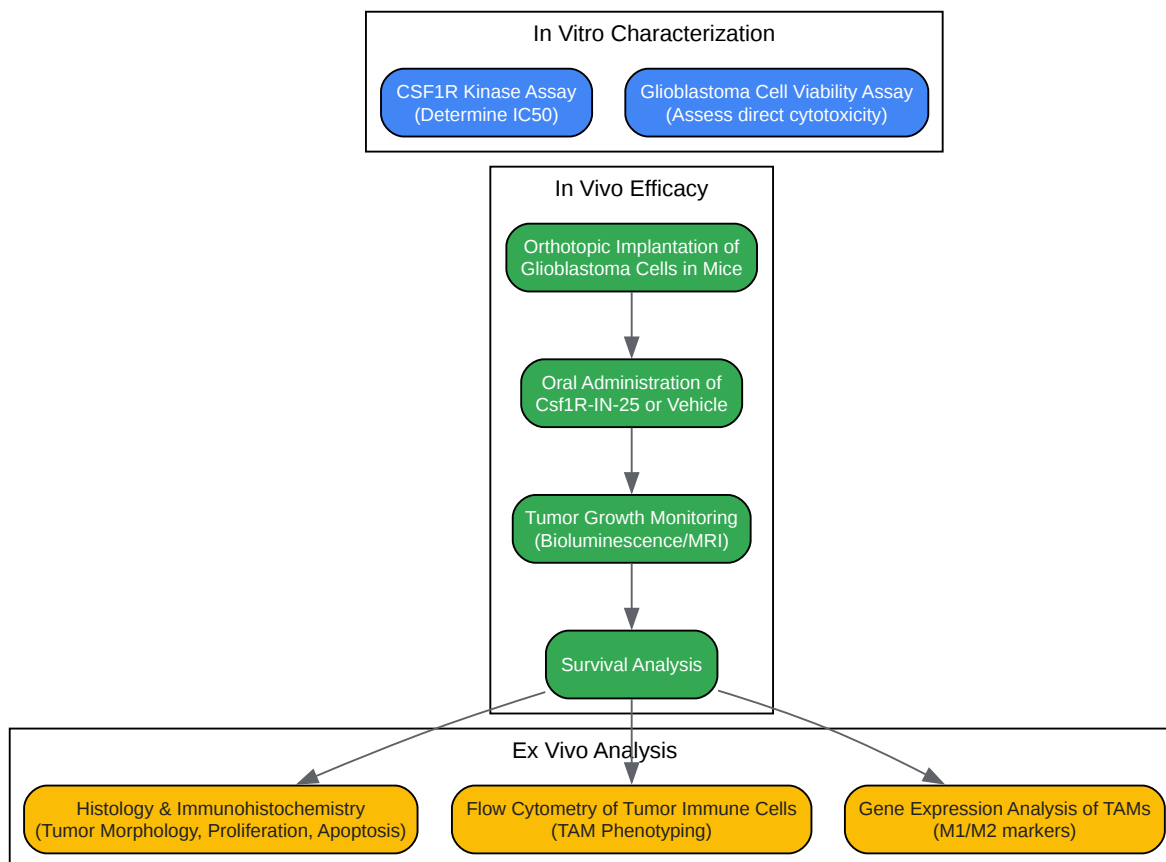 In Vitro Characterization
CSF1R Kinase Assay
(Determine IC50)
Glioblastoma Cell Viability Assay
(Assess direct cytotoxicity)
In Vivo Efficacy
Orthotopic Implantation of
Glioblastoma Cells in Mice
Oral Administration of
Csf1R-IN-25 or Vehicle
Tumor Growth Monitoring
(Bioluminescence/MRI)
Survival Analysis
Ex Vivo Analysis
Histology & Immunohistochemistry
(Tumor Morphology, Proliferation, Apoptosis)
Flow Cytometry of Tumor Immune Cells
(TAM Phenotyping)
Gene Expression Analysis of TAMs
(M1/M2 markers)